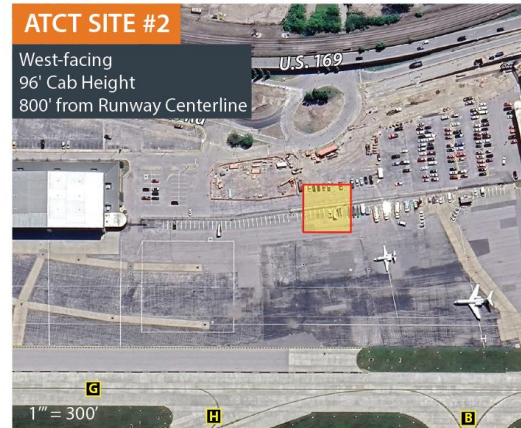 ATCT SITE #2
West-facing
96' Cab Height
800' from Runway Centerline
U.S. 169
G
H
B
1''' = 300'